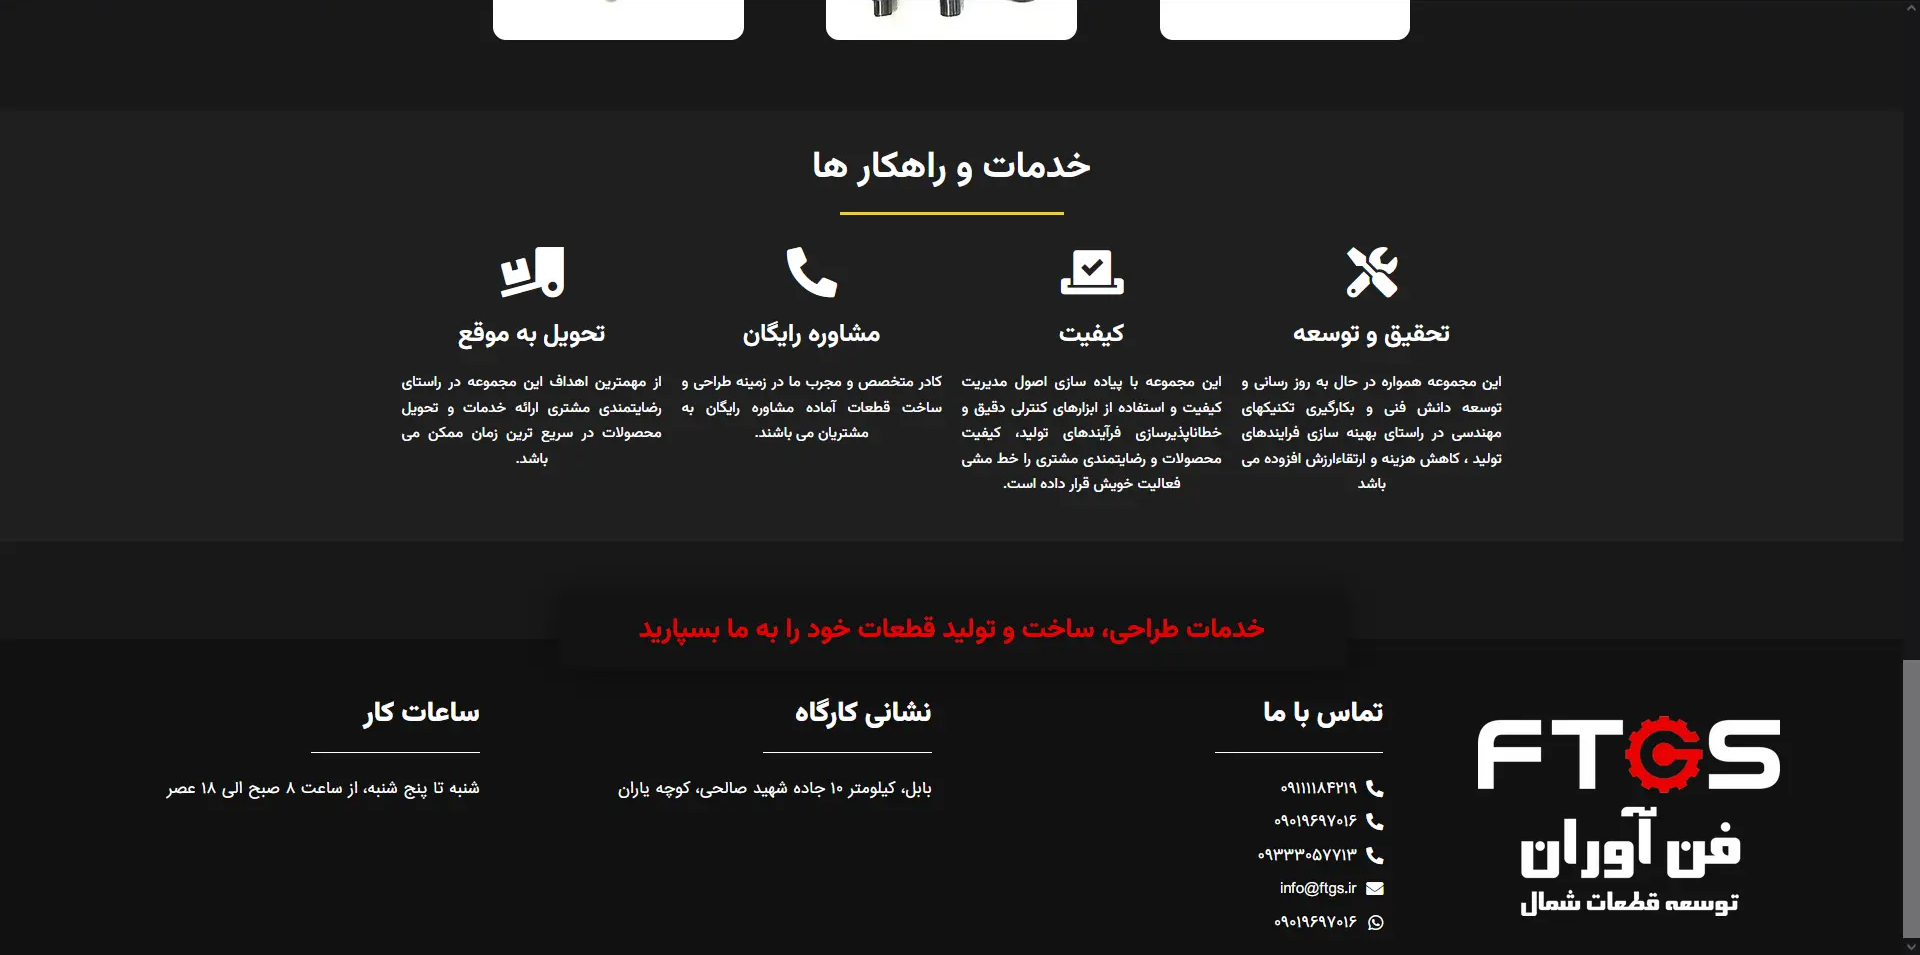 خدمات و راهکار ها
تحقیق و توسعه
این مجموعه همواره در حال به روز رسانی و
توسعه دانش فنی و بکارگیری تکنیکهای
مهندسی در راستای بهینه سازی فرایندهای
تولید ، کاهش هزینه و ارتقاءارزش افزوده می
باشد
کیفیت
این مجموعه با پیاده سازی اصول مدیریت
کیفیت و استفاده از ابزارهای کنترلی دقیق و
خطاناپذیرسازی فرآیندهای تولید، کیفیت
محصولات و رضایتمندی مشتری را خط مشی
فعالیت خویش قرار داده است.
مشاوره رایگان
کادر متخصص و مجرب ما در زمینه طراحی و
ساخت قطعات آماده مشاوره رایگان به
مشتریان می باشند.
تحویل به موقع
از مهمترین اهداف این مجموعه در راستای
رضایتمندی مشتری ارائه خدمات و تحویل
محصولات در سریع ترین زمان ممکن می
باشد.
خدمات طراحی، ساخت و تولید قطعات خود را به ما بسپارید
FTGS
فن آوران
توسعه قطعات شمال
تماس با ما
۰۹۱۱۱۱۸۴۲۱۹
۰۹۰۱۹۶۹۷۰۱۶
۰۹۳۳۳۰۵۷۷۱۳
info@ftgs.ir
۰۹۰۱۹۶۹۷۰۱۶
نشانی کارگاه
بابل، کیلومتر ۱۰ جاده شهید صالحی، کوچه یاران
ساعات کار
شنبه تا پنج شنبه، از ساعت ۸ صبح الی ۱۸ عصر